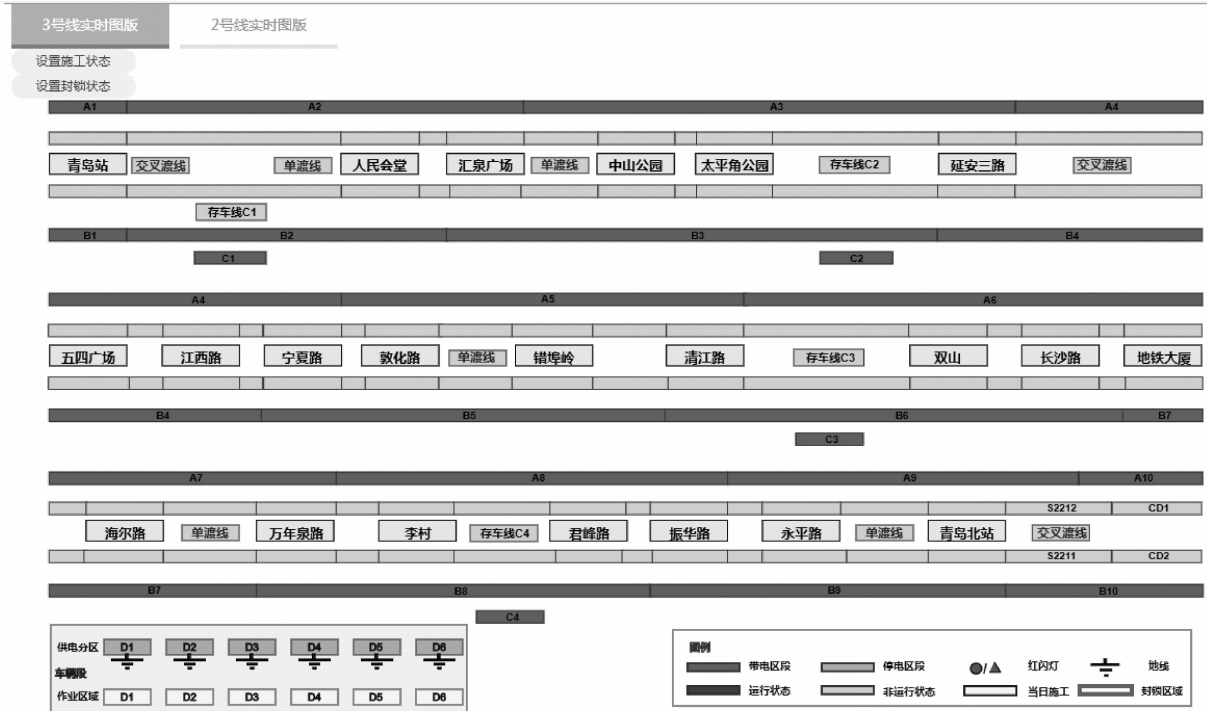 3号线实时图版 2号线实时图版
设置施工状态
设置封锁状态
A1 A2 A3 A4
青岛站 交叉渡线 单渡线 人民会堂 汇泉广场 单渡线 中山公园 太平角公园 存车线C2 延安三路 交叉渡线
存车线C1
B1 B2 B3 B4
C1 C2
A4 A5 A6
五四广场 江西路 宁夏路 敦化路 单渡线 错埠岭 清江路 存车线C3 双山 长沙路 地铁大厦
B4 B5 B6 B7
C3
A7 A8 A9 A10
S2212 CD1
海尔路 单渡线 万年泉路 李村 存车线C4 君峰路 振华路 永平路 单渡线 青岛北站 交叉渡线
S2211 CD2
B7 B8 B9 B10
C4
供电分区 D1 D2 D3 D4 D5 D6
车辆段
作业区域 D1 D2 D3 D4 D5 D6
图例
带电区段 停电区段 红闪灯 地线
运行状态 非运行状态 当日施工 封锁区域